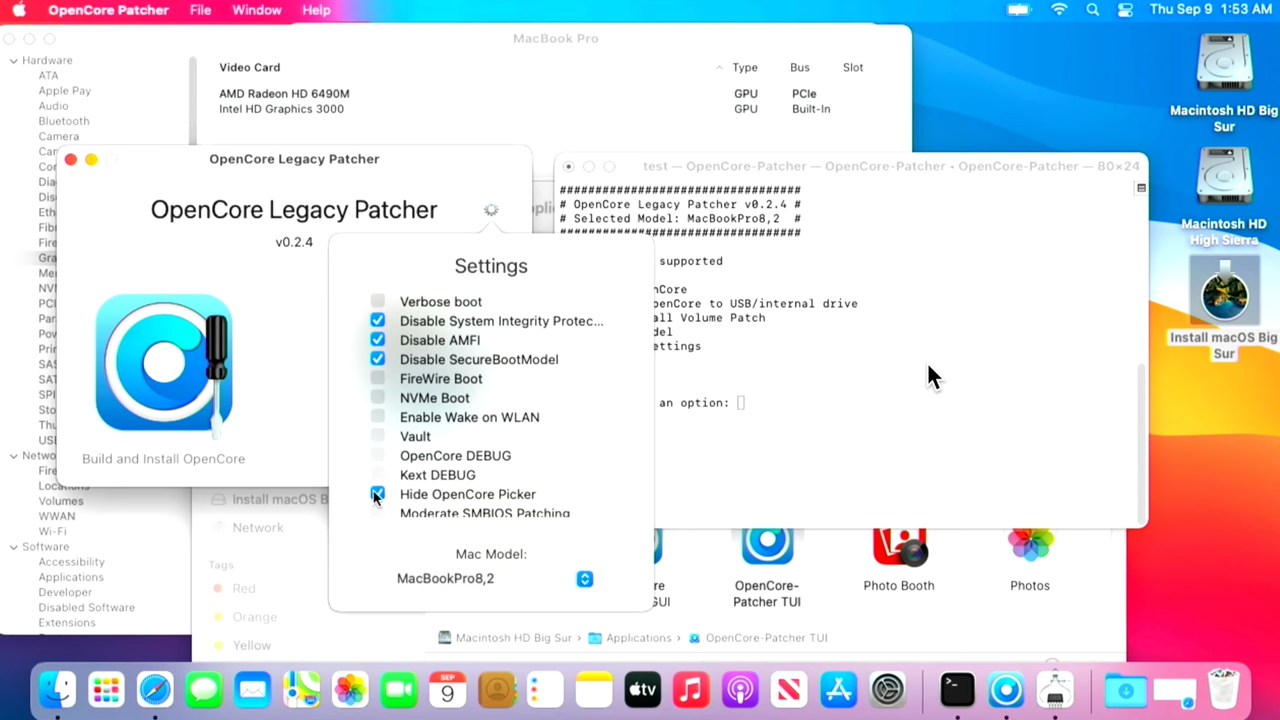 OpenCore Patcher File Window Help Thu Sep 9 1:53 AM
MacBook Pro
Hardware
ATA
Apple Pay
Audio
Bluetooth
Camera
Video Card Type Bus Slot
AMD Radeon HD 6490M GPU PCIe
Intel HD Graphics 3000 GPU Built-In
Network
Locations
Volumes
WWAN
Wi-Fi
Software
Accessibility
Applications
Developer
Disabled Software
Extensions
OpenCore Legacy Patcher
OpenCore Legacy Patcher
v0.2.4
Build and Install OpenCore
Settings
Verbose boot
Disable System Integrity Protec...
Disable AMFI
Disable SecureBootModel
FireWire Boot
NVMe Boot
Enable Wake on WLAN
Vault
OpenCore DEBUG
Kext DEBUG
Hide OpenCore Picker
Moderate SMBIOS Patching
Mac Model:
MacBookPro8,2
test — OpenCore-Patcher — OpenCore-Patcher - OpenCore-Patcher — 80×24
#################################
# OpenCore Legacy Patcher v0.2.4 #
# Selected Model: MacBookPro8,2 #
#################################
supported
OpenCore to USB/internal drive
all Volume Patch
ettings
an option:
Install macOS B
Network
Tags
Red
Orange
Yellow
GUI
OpenCore-
Patcher TUI
Photo Booth
Photos
Macintosh HD Big Sur › Applications › OpenCore-Patcher TUI
Macintosh HD Big
Sur
Macintosh HD
High Sierra
Install macOS Big
Sur
SEP
9
tv